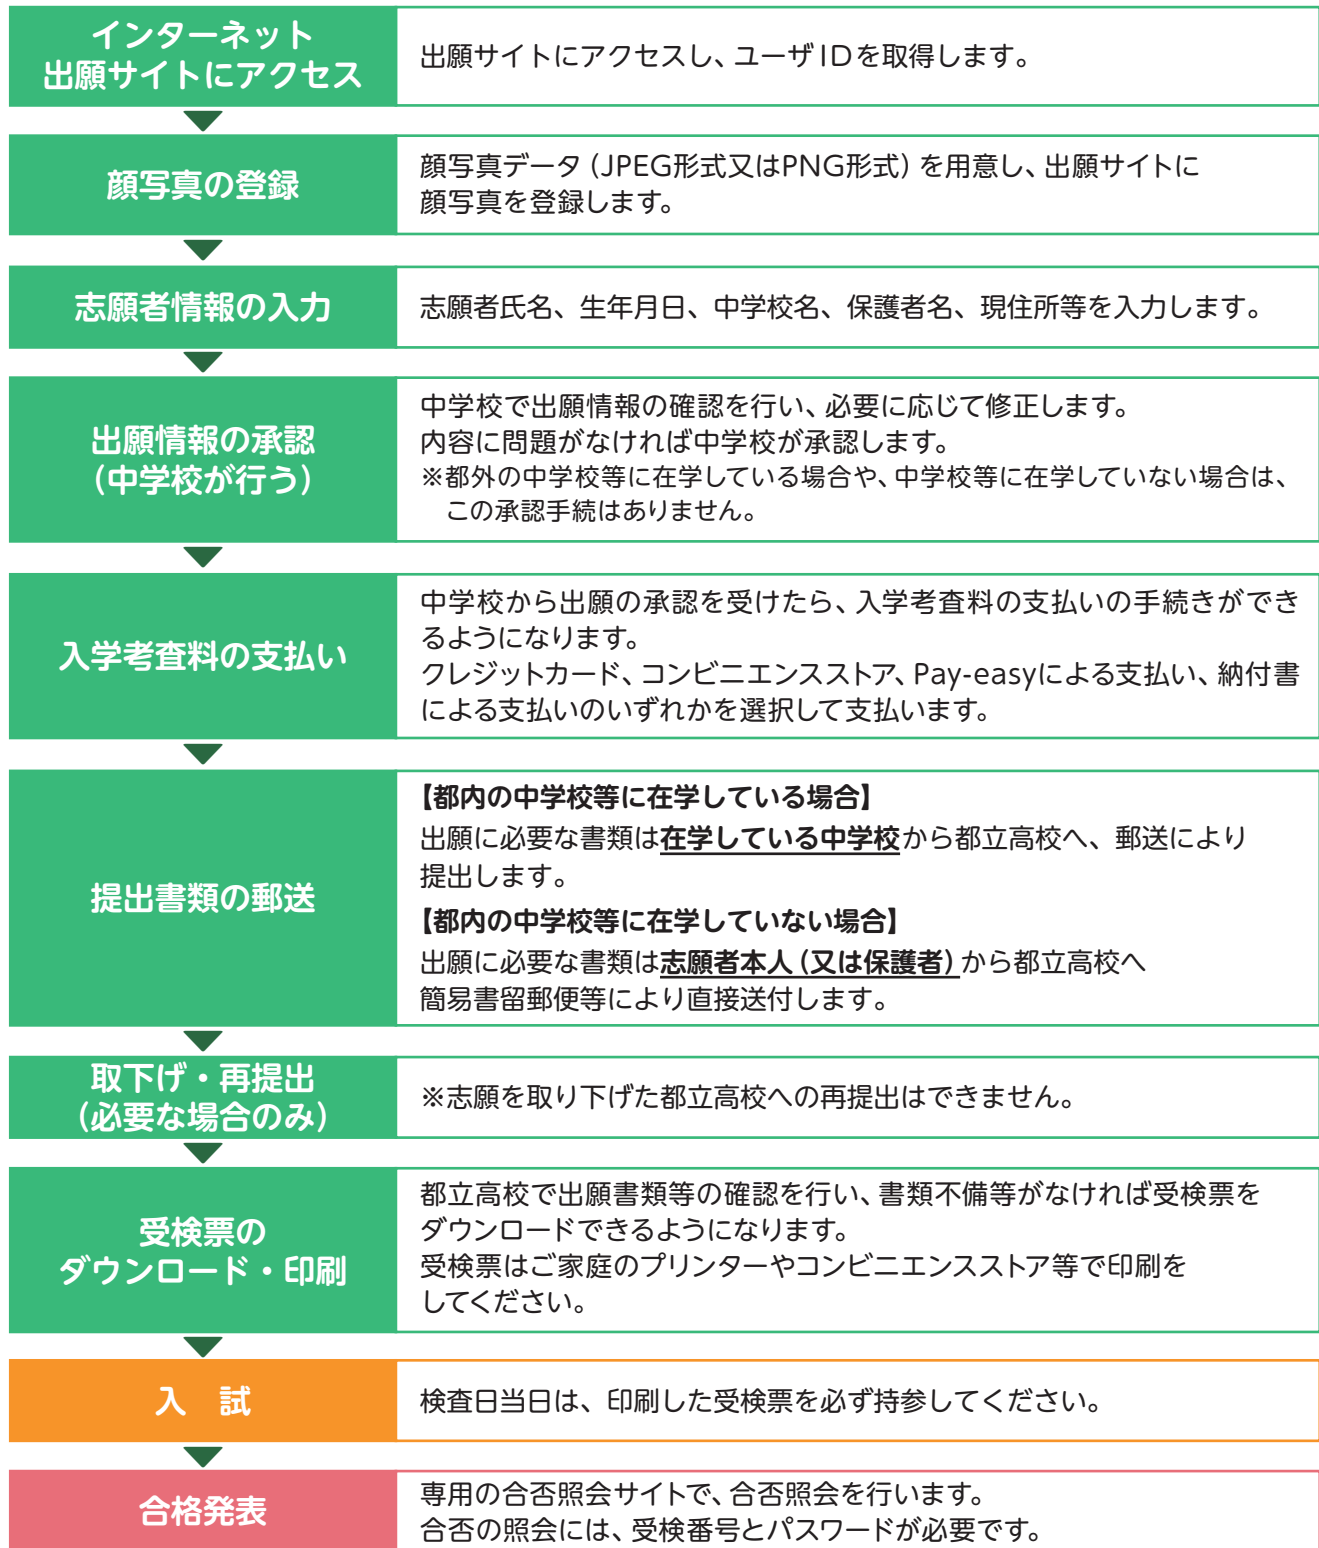 インターネット
出願サイトにアクセス
出願サイトにアクセスし、ユーザIDを取得します。
顔写真の登録
顔写真データ（JPEG形式又はPNG形式）を用意し、出願サイトに
顔写真を登録します。
志願者情報の入力
志願者氏名、生年月日、中学校名、保護者名、現住所等を入力します。
出願情報の承認
（中学校が行う）
中学校で出願情報の確認を行い、必要に応じて修正します。
内容に問題がなければ中学校が承認します。
※都外の中学校等に在学している場合や、中学校等に在学していない場合は、
この承認手続はありません。
入学考査料の支払い
中学校から出願の承認を受けたら、入学考査料の支払いの手続きができ
るようになります。
クレジットカード、コンビニエンスストア、Pay-easyによる支払い、納付書
による支払いのいずれかを選択して支払います。
提出書類の郵送
【都内の中学校等に在学している場合】
出願に必要な書類は在学している中学校から都立高校へ、郵送により
提出します。
【都内の中学校等に在学していない場合】
出願に必要な書類は志願者本人（又は保護者）から都立高校へ
簡易書留郵便等により直接送付します。
取下げ・再提出
（必要な場合のみ）
※志願を取り下げた都立高校への再提出はできません。
受検票の
ダウンロード・印刷
都立高校で出願書類等の確認を行い、書類不備等がなければ受検票を
ダウンロードできるようになります。
受検票はご家庭のプリンターやコンビニエンスストア等で印刷を
してください。
入　試
検査日当日は、印刷した受検票を必ず持参してください。
合格発表
専用の合否照会サイトで、合否照会を行います。
合否の照会には、受検番号とパスワードが必要です。